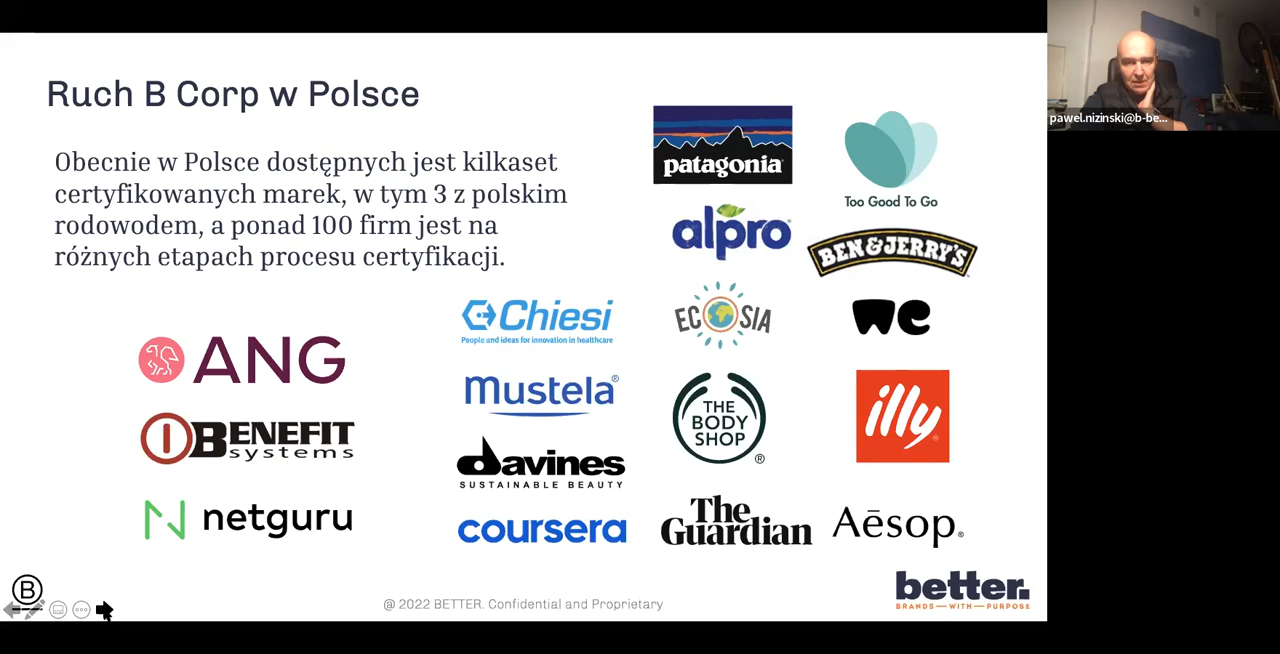 Ruch B Corp w Polsce
Obecnie w Polsce dostępnych jest kilkaset
certyfikowanych marek, w tym 3 z polskim
rodowodem, a ponad 100 firm jest na
różnych etapach procesu certyfikacji.
ANG
BENEFIT
systems
netguru
Chiesi
People and ideas for innovation in healthcare
Mustela®
davines
SUSTAINABLE BEAUTY
coursera
patagonia®
alpro®
ECOSIA
THE
BODY
SHOP
®
The
Guardian
Too Good To Go
BEN & JERRY'S
we
illy®
Aēsop®
B
@ 2022 BETTER. Confidential and Proprietary
better.
BRANDS—WITH—PURPOSE
pawel.nizinski@b-be...